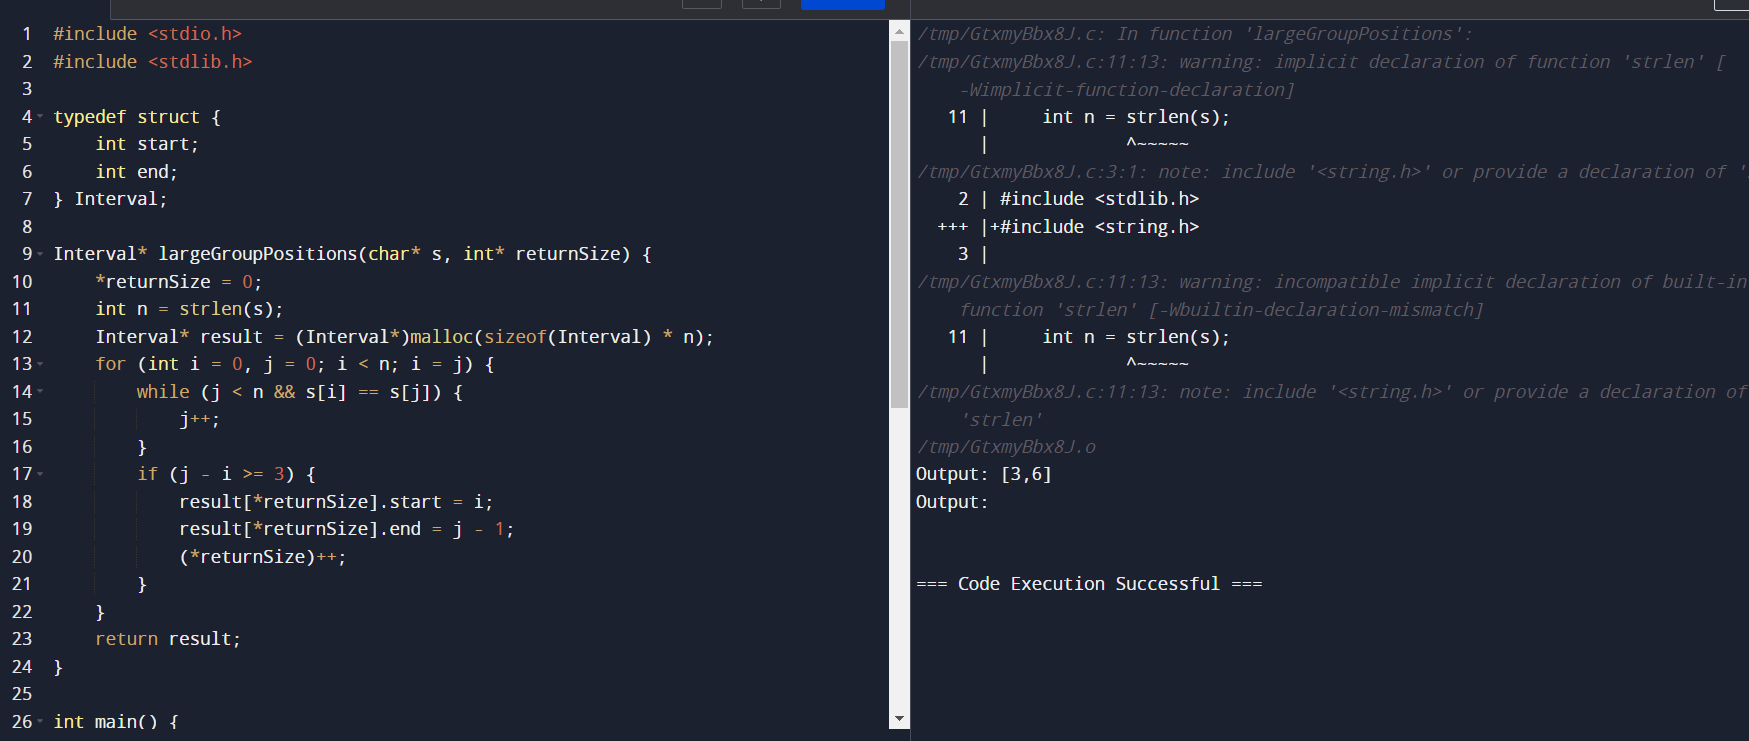 1 #include <stdio.h>
2 #include <stdlib.h>
3
4 typedef struct {
5     int start;
6     int end;
7 } Interval;
8
9 Interval* largeGroupPositions(char* s, int* returnSize) {
10     *returnSize = 0;
11     int n = strlen(s);
12     Interval* result = (Interval*)malloc(sizeof(Interval) * n);
13     for (int i = 0, j = 0; i < n; i = j) {
14         while (j < n && s[i] == s[j]) {
15             j++;
16         }
17         if (j - i >= 3) {
18             result[*returnSize].start = i;
19             result[*returnSize].end = j - 1;
20             (*returnSize)++;
21         }
22     }
23     return result;
24 }
25
26 int main() {
/tmp/GtxmyBbx8J.c: In function 'largeGroupPositions':
/tmp/GtxmyBbx8J.c:11:13: warning: implicit declaration of function 'strlen' [
    -Wimplicit-function-declaration]
   11 |     int n = strlen(s);
      |             ^~~~~~
/tmp/GtxmyBbx8J.c:3:1: note: include '<string.h>' or provide a declaration of '
    2 | #include <stdlib.h>
  +++ |+#include <string.h>
    3 |
/tmp/GtxmyBbx8J.c:11:13: warning: incompatible implicit declaration of built-in
    function 'strlen' [-Wbuiltin-declaration-mismatch]
   11 |     int n = strlen(s);
      |             ^~~~~~
/tmp/GtxmyBbx8J.c:11:13: note: include '<string.h>' or provide a declaration of
    'strlen'
/tmp/GtxmyBbx8J.o
Output: [3,6]
Output:
=== Code Execution Successful ===